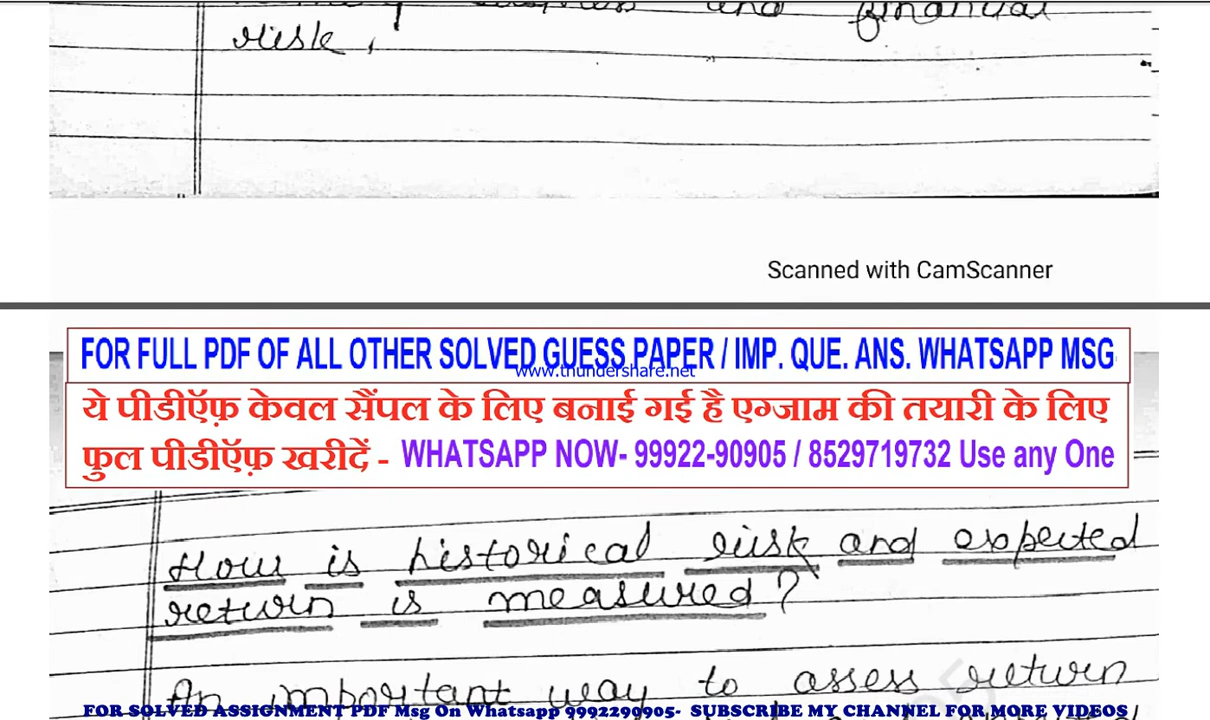 and financial
risk.
Scanned with CamScanner
FOR FULL PDF OF ALL OTHER SOLVED GUESS PAPER / IMP. QUE. ANS. WHATSAPP MSG
www.thundershare.net
ये पीडीऍफ़ केवल सैंपल के लिए बनाई गई है एग्जाम की तयारी के लिए
फुल पीडीऍफ़ खरीदें - WHATSAPP NOW- 99922-90905 / 8529719732 Use any One
How is historical risk and expected
return is measured?
An important way to assess return
FOR SOLVED ASSIGNMENT PDF Msg On Whatsapp 9992290905- SUBSCRIBE MY CHANNEL FOR MORE VIDEOS